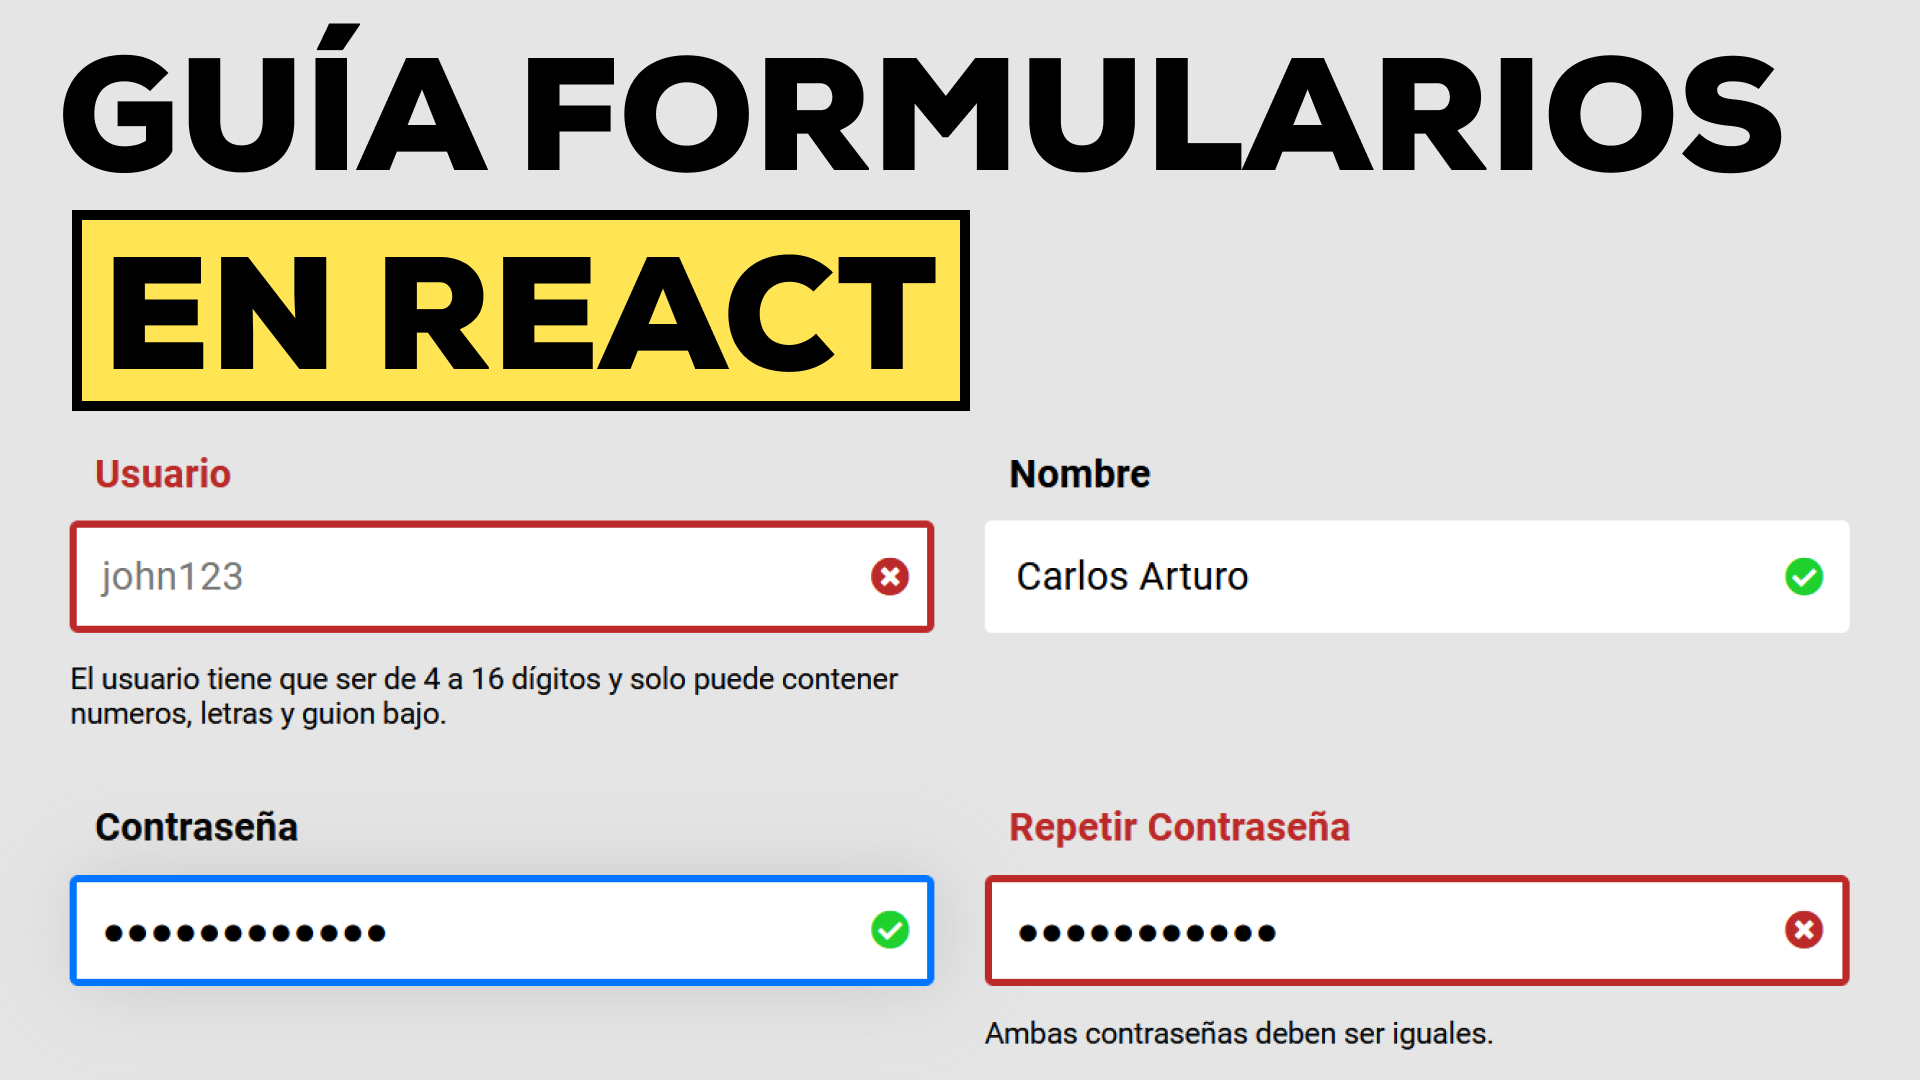 GUÍA FORMULARIOS
EN REACT
Usuario
john123
El usuario tiene que ser de 4 a 16 dígitos y solo puede contener
numeros, letras y guion bajo.
Nombre
Carlos Arturo
Contraseña
●●●●●●●●●●●●
Repetir Contraseña
●●●●●●●●●●●
Ambas contraseñas deben ser iguales.